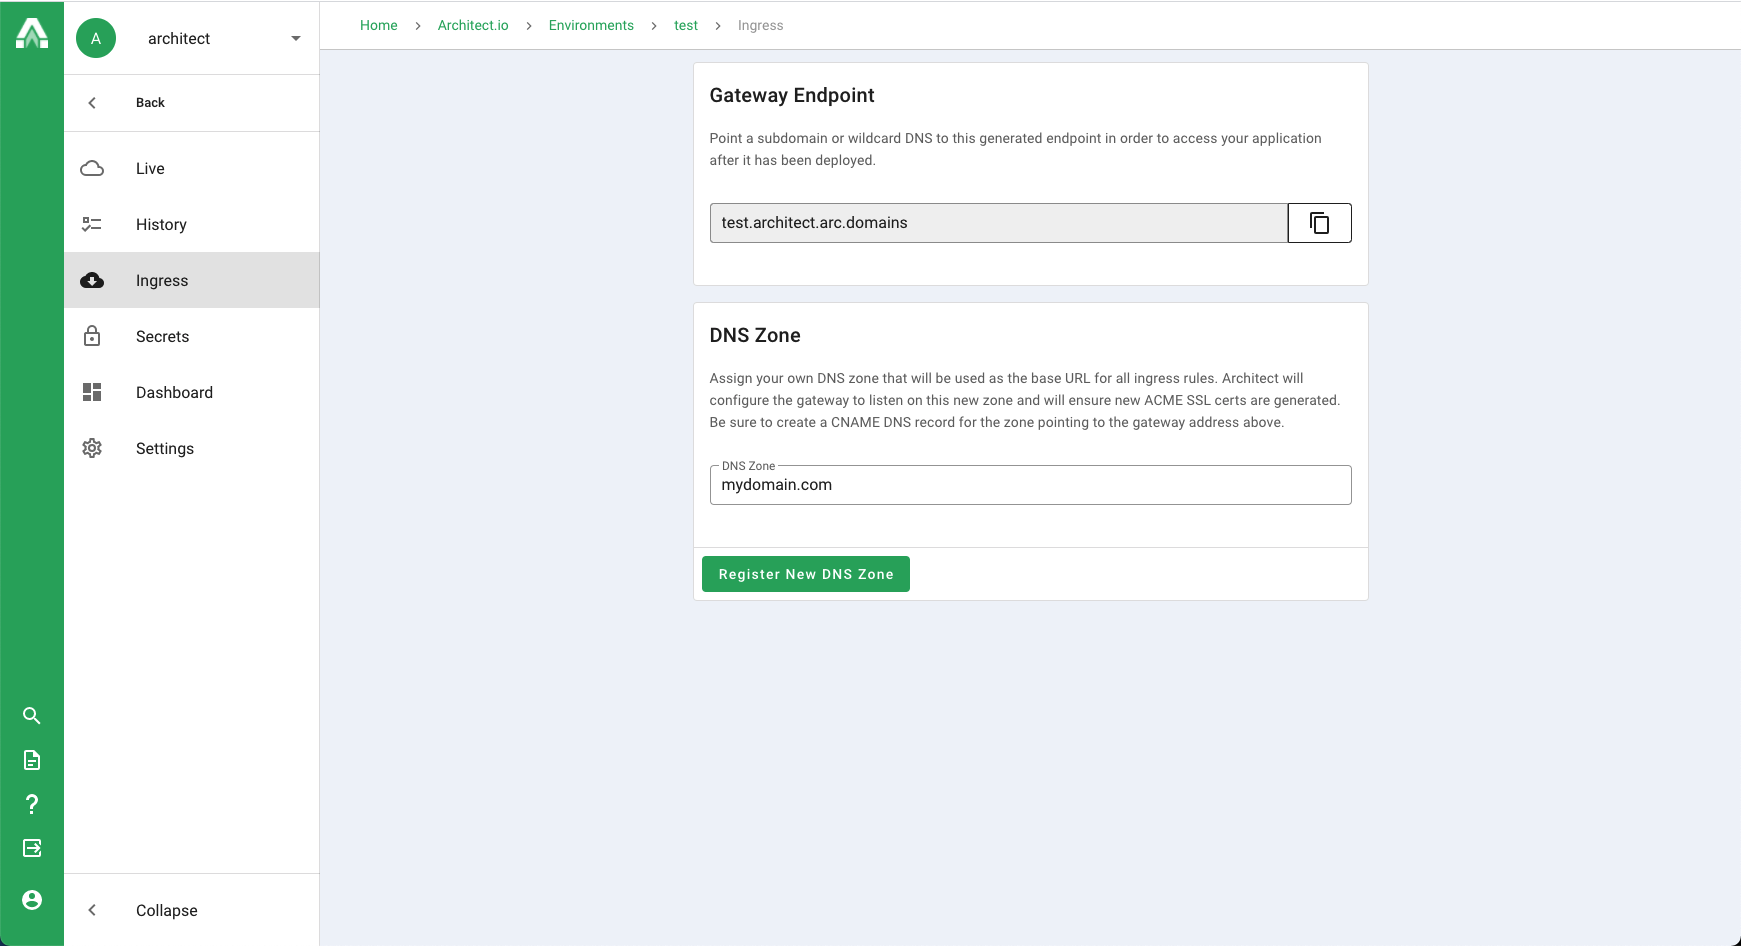 A
architect
Back
Live
History
Ingress
Secrets
Dashboard
Settings
Collapse
Home > Architect.io > Environments > test > Ingress
Gateway Endpoint
Point a subdomain or wildcard DNS to this generated endpoint in order to access your application
after it has been deployed.
test.architect.arc.domains
DNS Zone
Assign your own DNS zone that will be used as the base URL for all ingress rules. Architect will
configure the gateway to listen on this new zone and will ensure new ACME SSL certs are generated.
Be sure to create a CNAME DNS record for the zone pointing to the gateway address above.
DNS Zone
mydomain.com
Register New DNS Zone